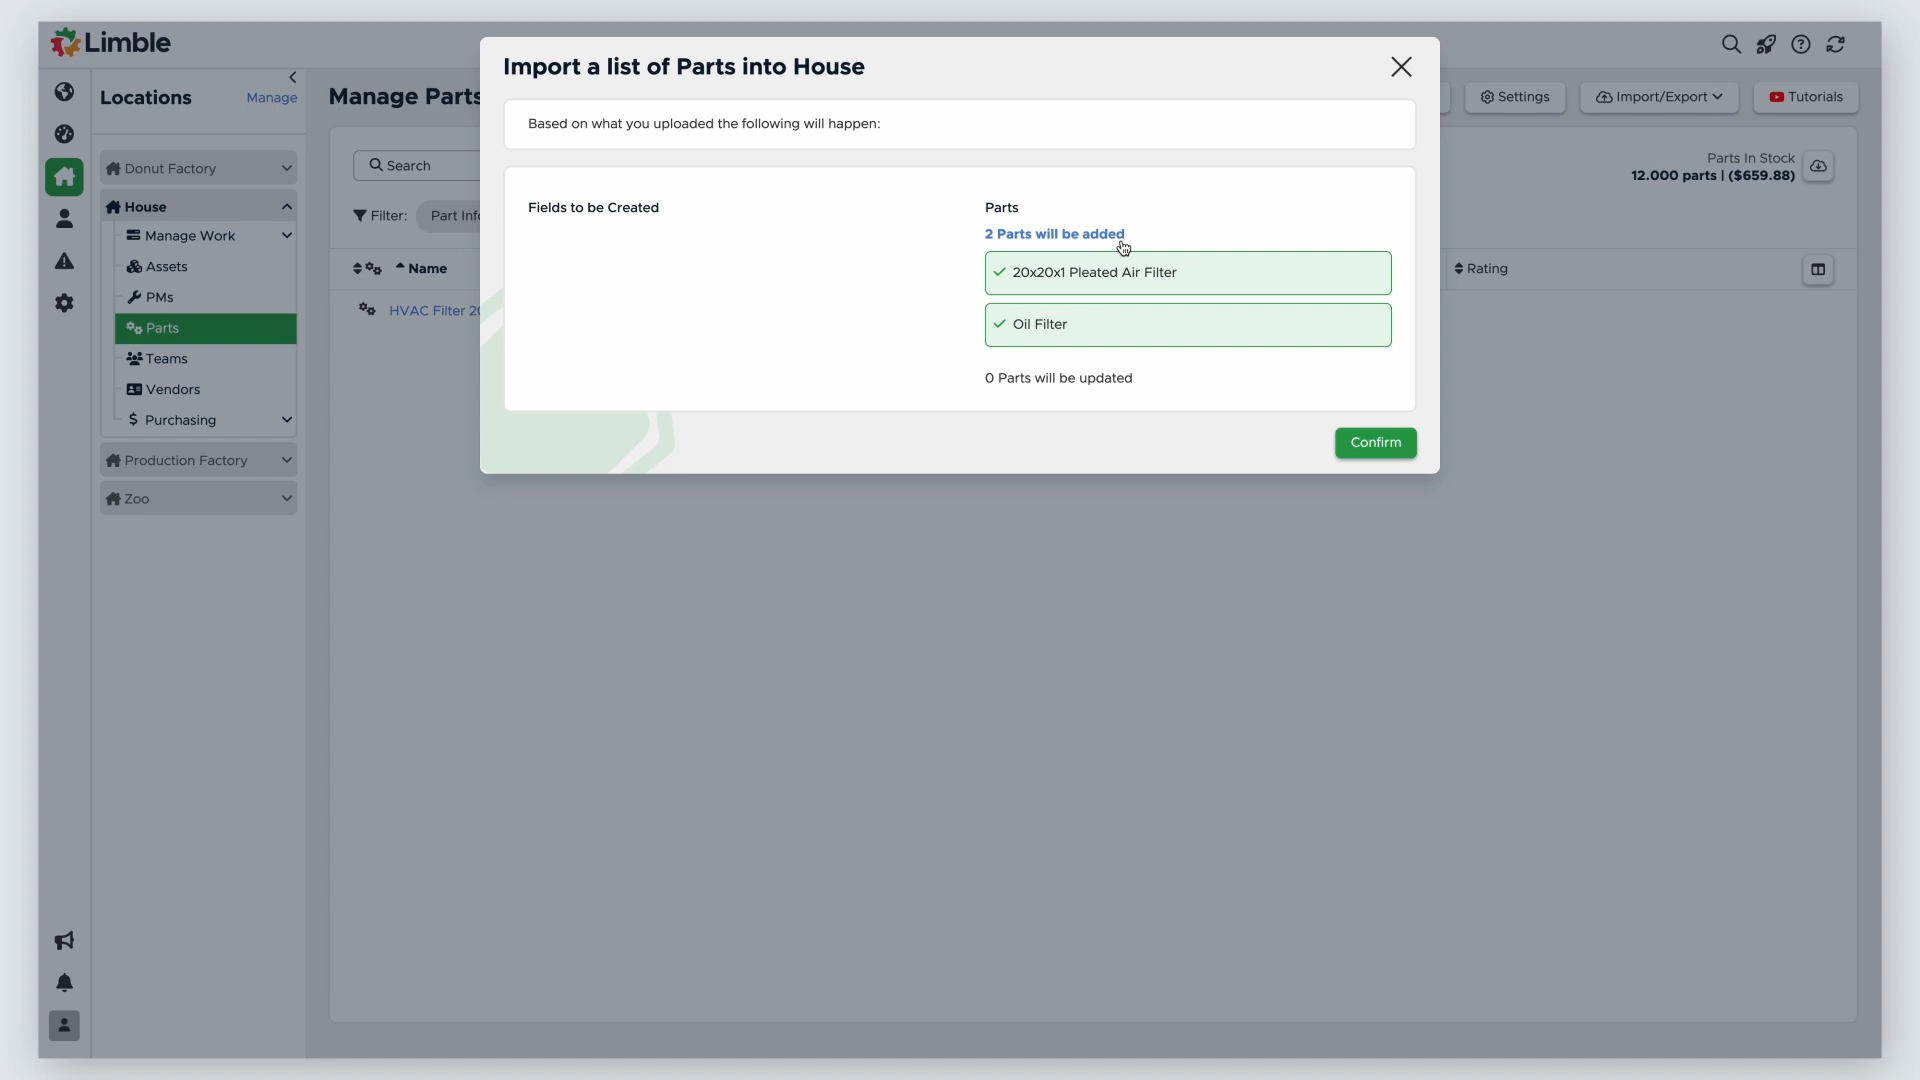 Limble
Locations
Manage
Donut Factory
House
Manage Work
Assets
PMs
Parts
Teams
Vendors
$ Purchasing
Production Factory
Zoo
Manage Parts
Search
Filter:
Part Info
Name
HVAC Filter
Settings
Import/Export
Tutorials
Parts In Stock
12.000 parts | ($659.88)
Rating
Import a list of Parts into House
Based on what you uploaded the following will happen:
Fields to be Created
Parts
2 Parts will be added
20x20x1 Pleated Air Filter
Oil Filter
0 Parts will be updated
Confirm